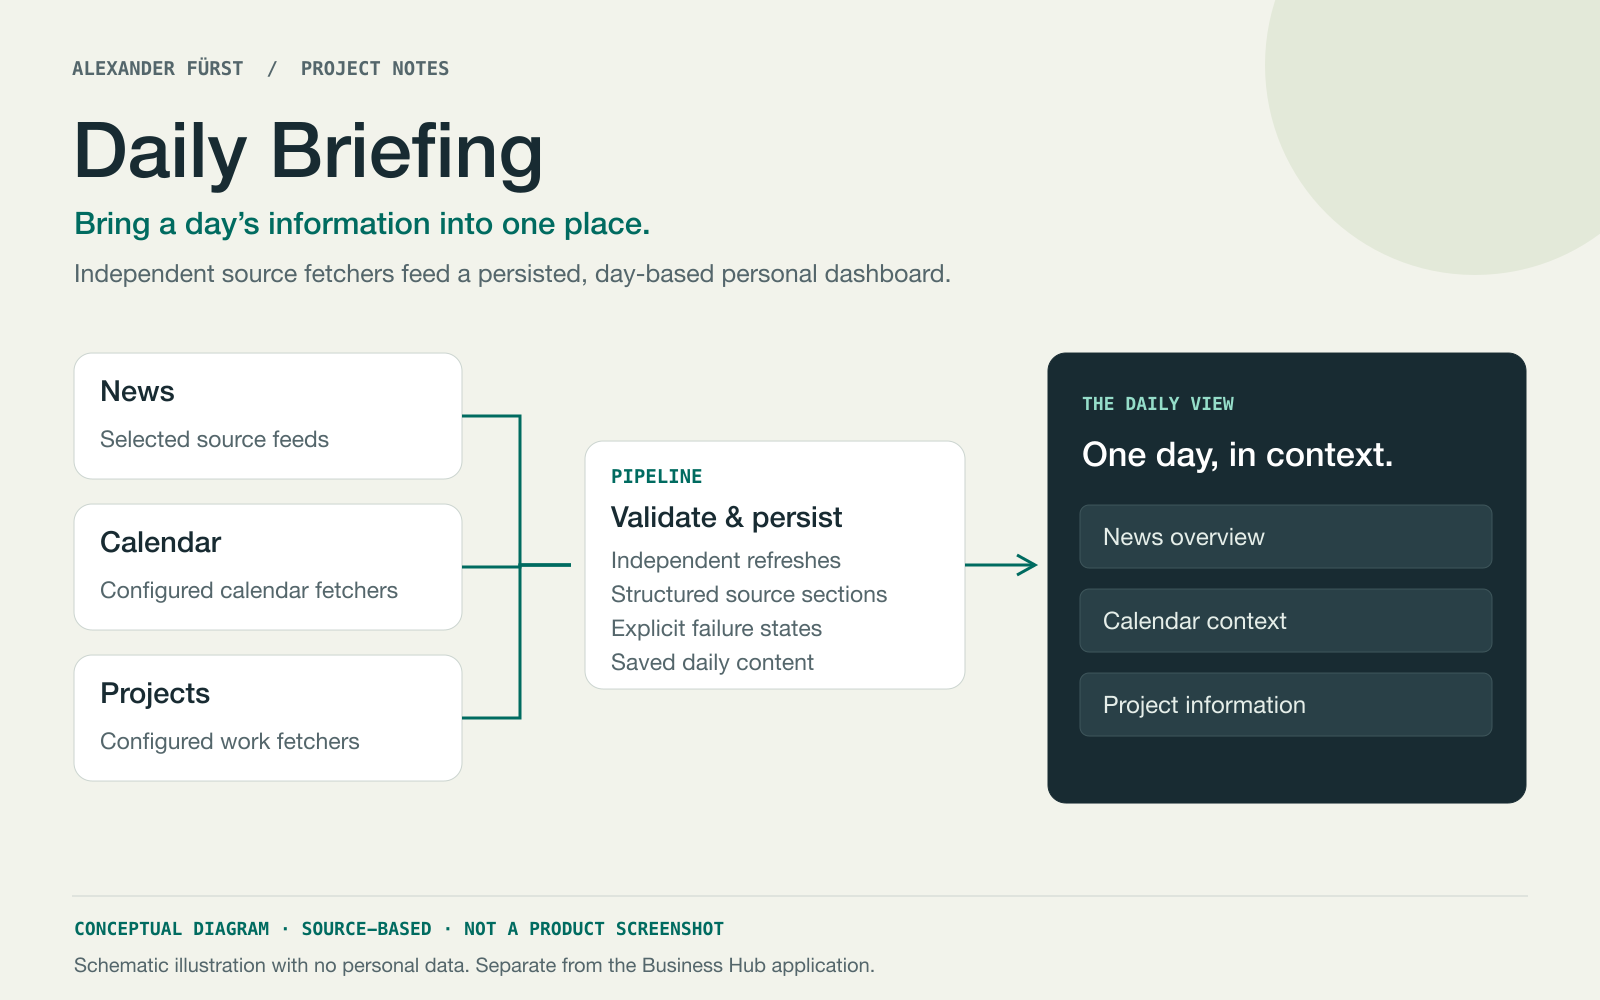 ALEXANDER FÜRST / PROJECT NOTES
Daily Briefing
Bring a day’s information into one place.
Independent source fetchers feed a persisted, day-based personal dashboard.
News
Selected source feeds
Calendar
Configured calendar fetchers
Projects
Configured work fetchers
PIPELINE
Validate & persist
Independent refreshes
Structured source sections
Explicit failure states
Saved daily content
THE DAILY VIEW
One day, in context.
News overview
Calendar context
Project information
CONCEPTUAL DIAGRAM · SOURCE–BASED · NOT A PRODUCT SCREENSHOT
Schematic illustration with no personal data. Separate from the Business Hub application.